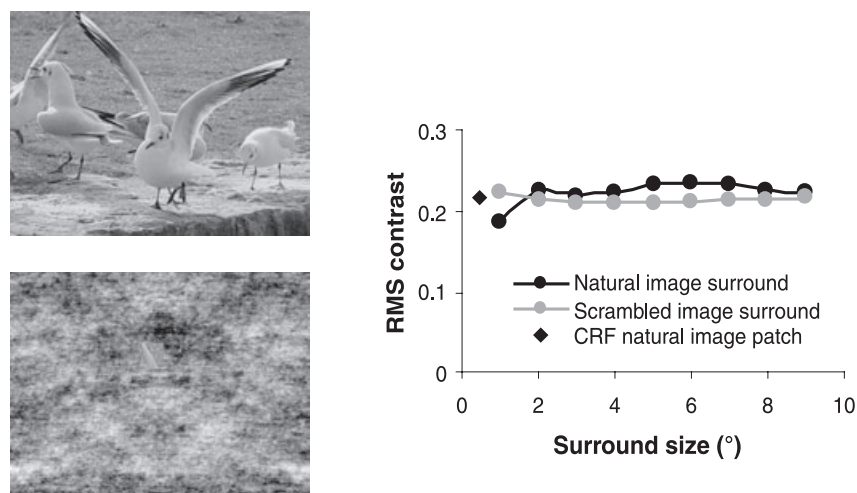 0.3
0.2
0.1
0
RMS contrast
Natural image surround
Scrambled image surround
CRF natural image patch
0 2 4 6 8 10
Surround size (°)